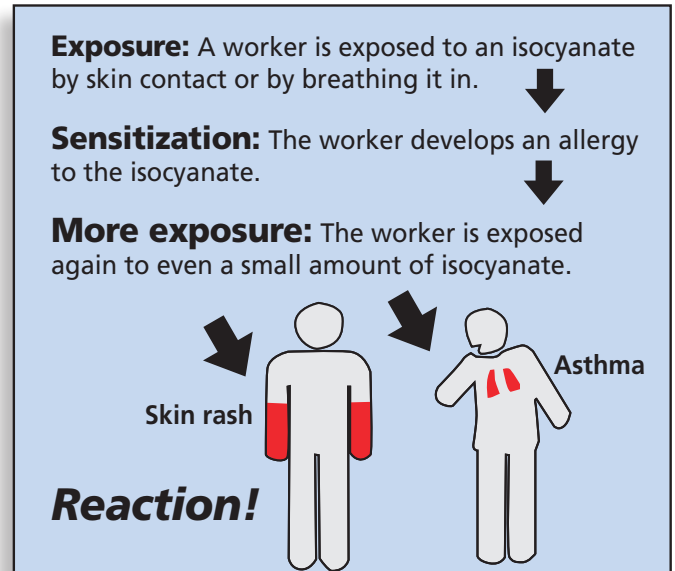 Exposure: A worker is exposed to an isocyanate
by skin contact or by breathing it in.
Sensitization: The worker develops an allergy
to the isocyanate.
More exposure: The worker is exposed
again to even a small amount of isocyanate.
Asthma
Skin rash
Reaction!